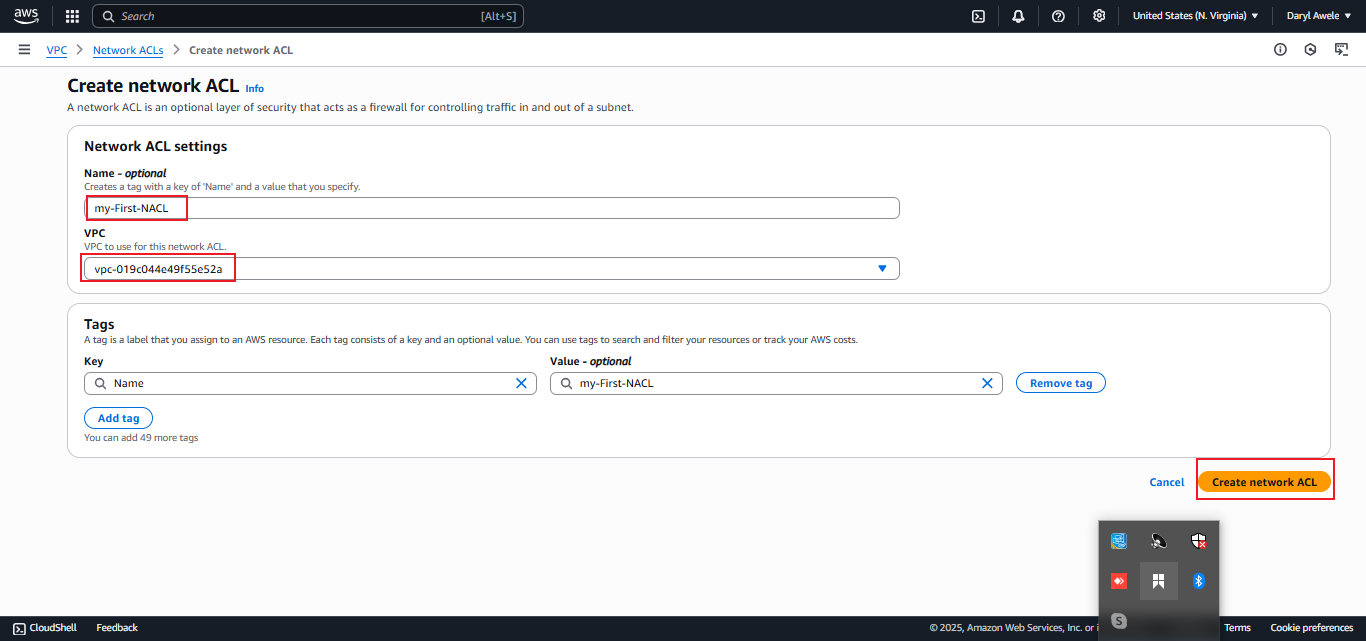 aws
Search [Alt+S] United States (N. Virginia) Daryl Awele
VPC Network ACLs Create network ACL
Create network ACL Info
A network ACL is an optional layer of security that acts as a firewall for controlling traffic in and out of a subnet.
Network ACL settings
Name - optional
Creates a tag with a key of 'Name' and a value that you specify.
my-First-NACL
VPC
VPC to use for this network ACL.
vpc-019c044e49f55e52a
Tags
A tag is a label that you assign to an AWS resource. Each tag consists of a key and an optional value. You can use tags to search and filter your resources or track your AWS costs.
Key Value - optional
Name my-First-NACL Remove tag
Add tag
You can add 49 more tags
Cancel Create network ACL
S
CloudShell Feedback © 2025, Amazon Web Services, Inc. or Terms Cookie preferences